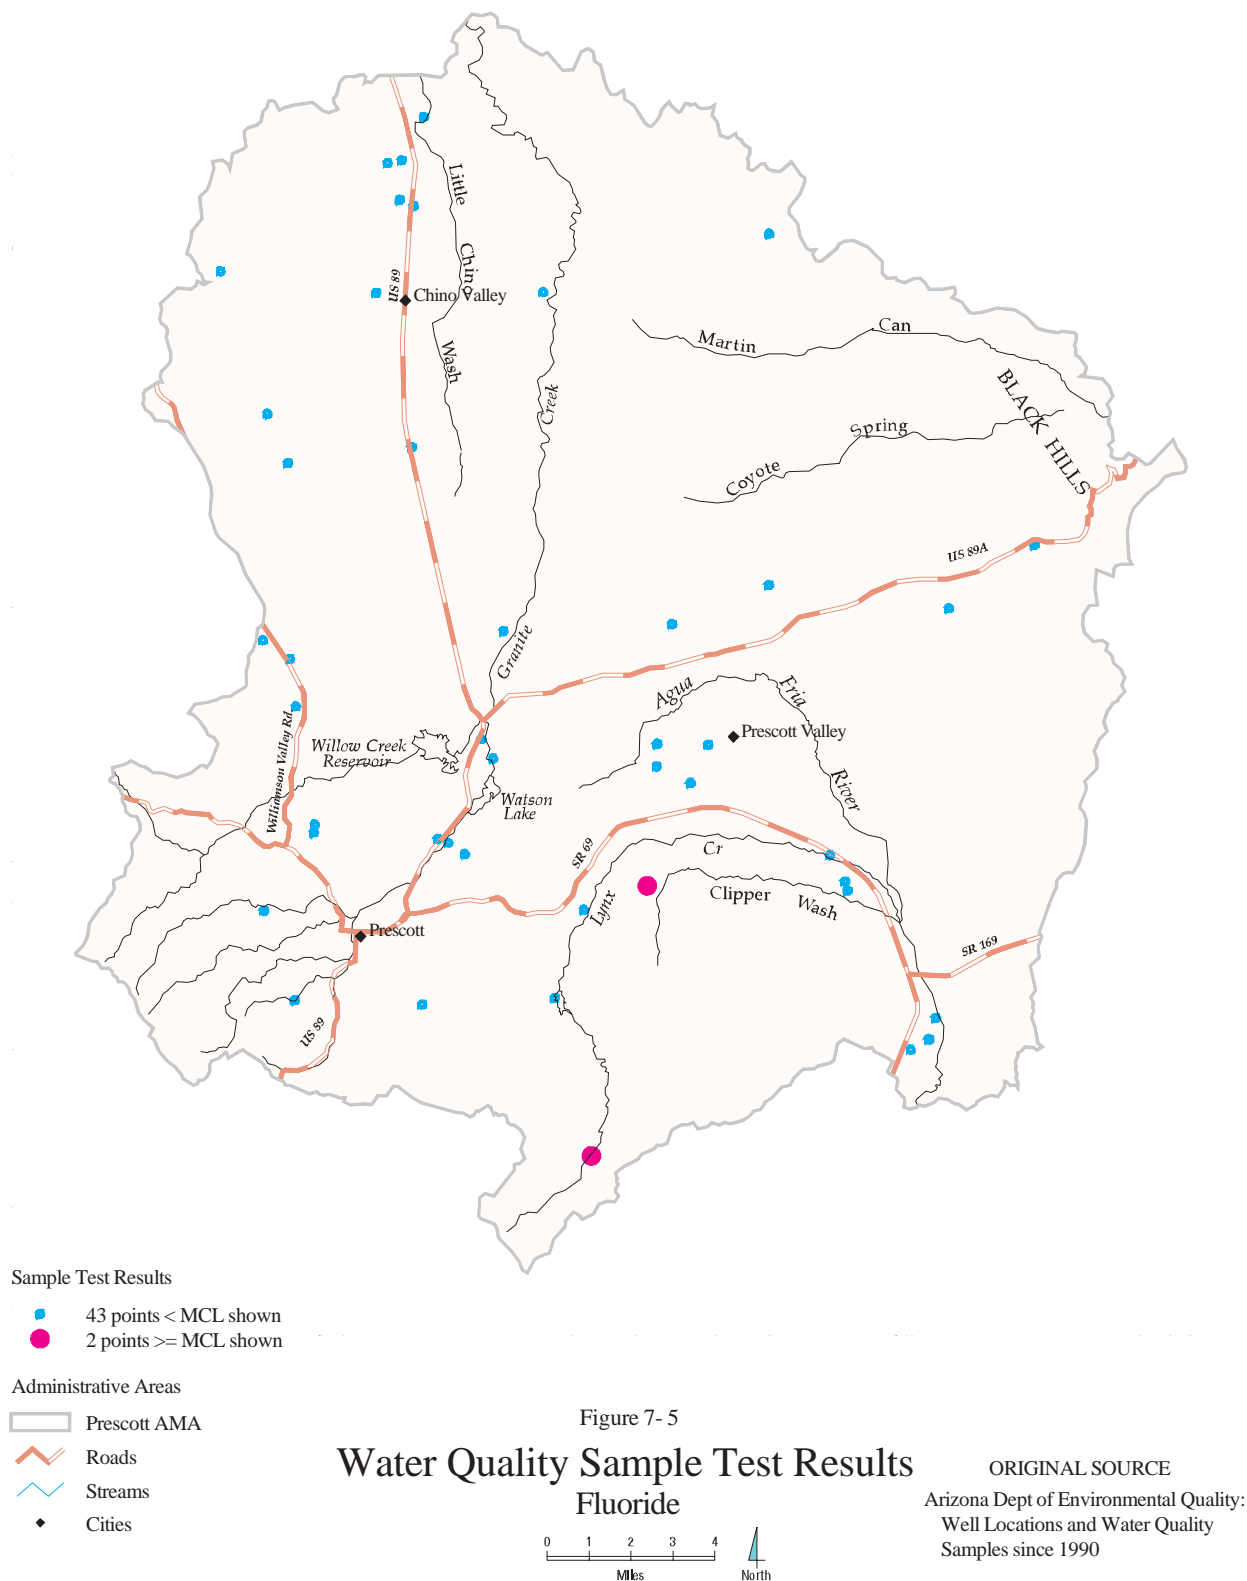 Little
Chino
Wash
US 89
Chino Valley
Creek
Granite
Martin
Can
BLACK HILLS
Coyote
Spring
US 89A
Agua
Fria
River
Prescott Valley
Williamson Valley Rd
Willow Creek
Reservoir
Watson
Lake
SR 69
Lynx
Cr
Clipper
Wash
SR 169
Prescott
US 89
Sample Test Results
43 points < MCL shown
2 points >= MCL shown
Administrative Areas
Prescott AMA
Roads
Streams
Cities
Figure 7- 5
Water Quality Sample Test Results
Fluoride
0 1 2 3 4
Miles
North
ORIGINAL SOURCE
Arizona Dept of Environmental Quality:
Well Locations and Water Quality
Samples since 1990